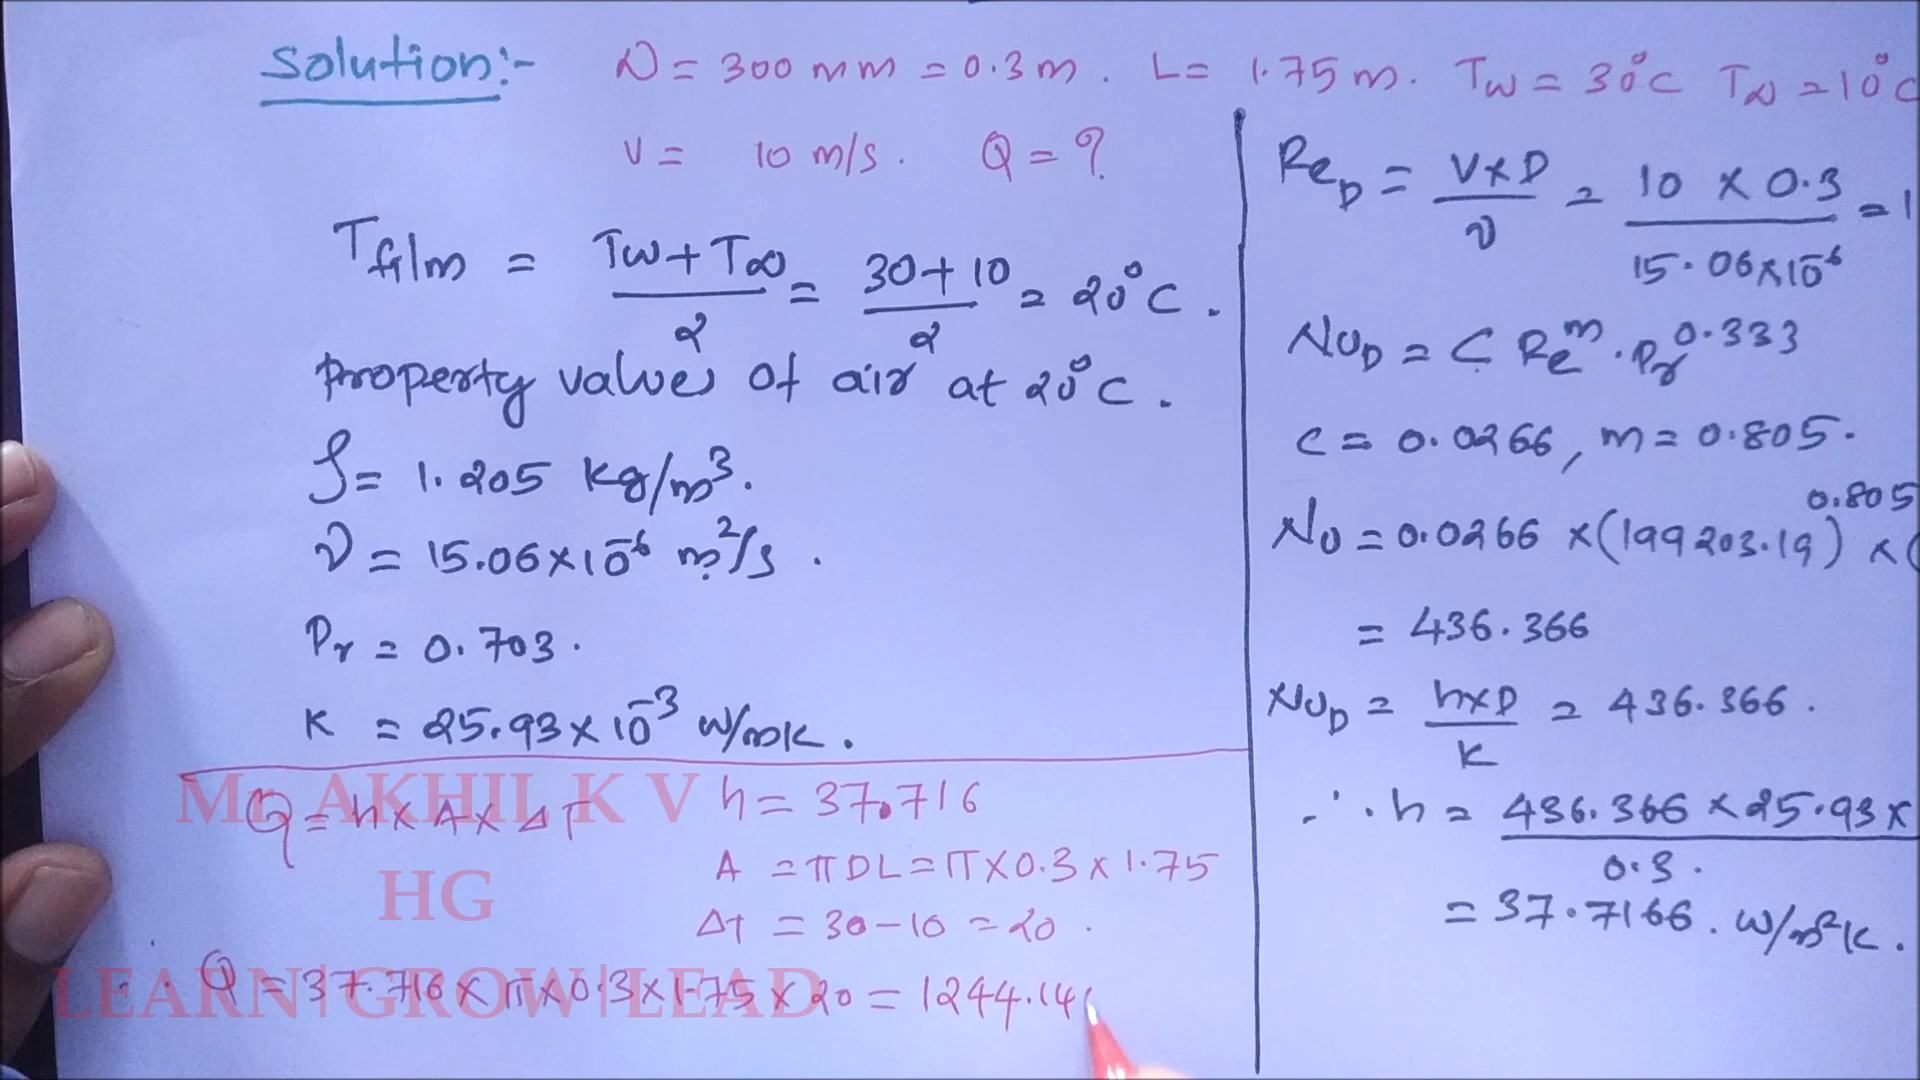 Solution:- D = 300 mm = 0.3 m. L = 1.75 m. Tw = 30°C T∞ = 10°C
V = 10 m/s. Q = ?
Tfilm = Tw + T∞ / 2 = 30 + 10 / 2 = 20°C.
Property values of air at 20°C.
ρ = 1.205 kg/m³.
ν = 15.06 × 10⁻⁶ m²/s.
Pr = 0.703.
K = 25.93 × 10⁻³ W/mK.
Q = h × A × ΔT
h = 37.716
A = πDL = π × 0.3 × 1.75
ΔT = 30 - 10 = 20.
∴ Q = 37.716 × π × 0.3 × 1.75 × 20 = 1244.14
Re_D = V × D / ν = 10 × 0.3 / 15.06 × 10⁻⁶ = 1
Nu_D = C Re^m . Pr^0.333
C = 0.0266, m = 0.805.
Nu = 0.0266 × (199203.19)^0.805 × (
= 436.366
Nu_D = h × D / K = 436.366.
∴ h = 436.366 × 25.93 × / 0.3.
= 37.7166. W/m²K.
Mr. AKHIL K V
HG
LEARN|GROW|LEAD